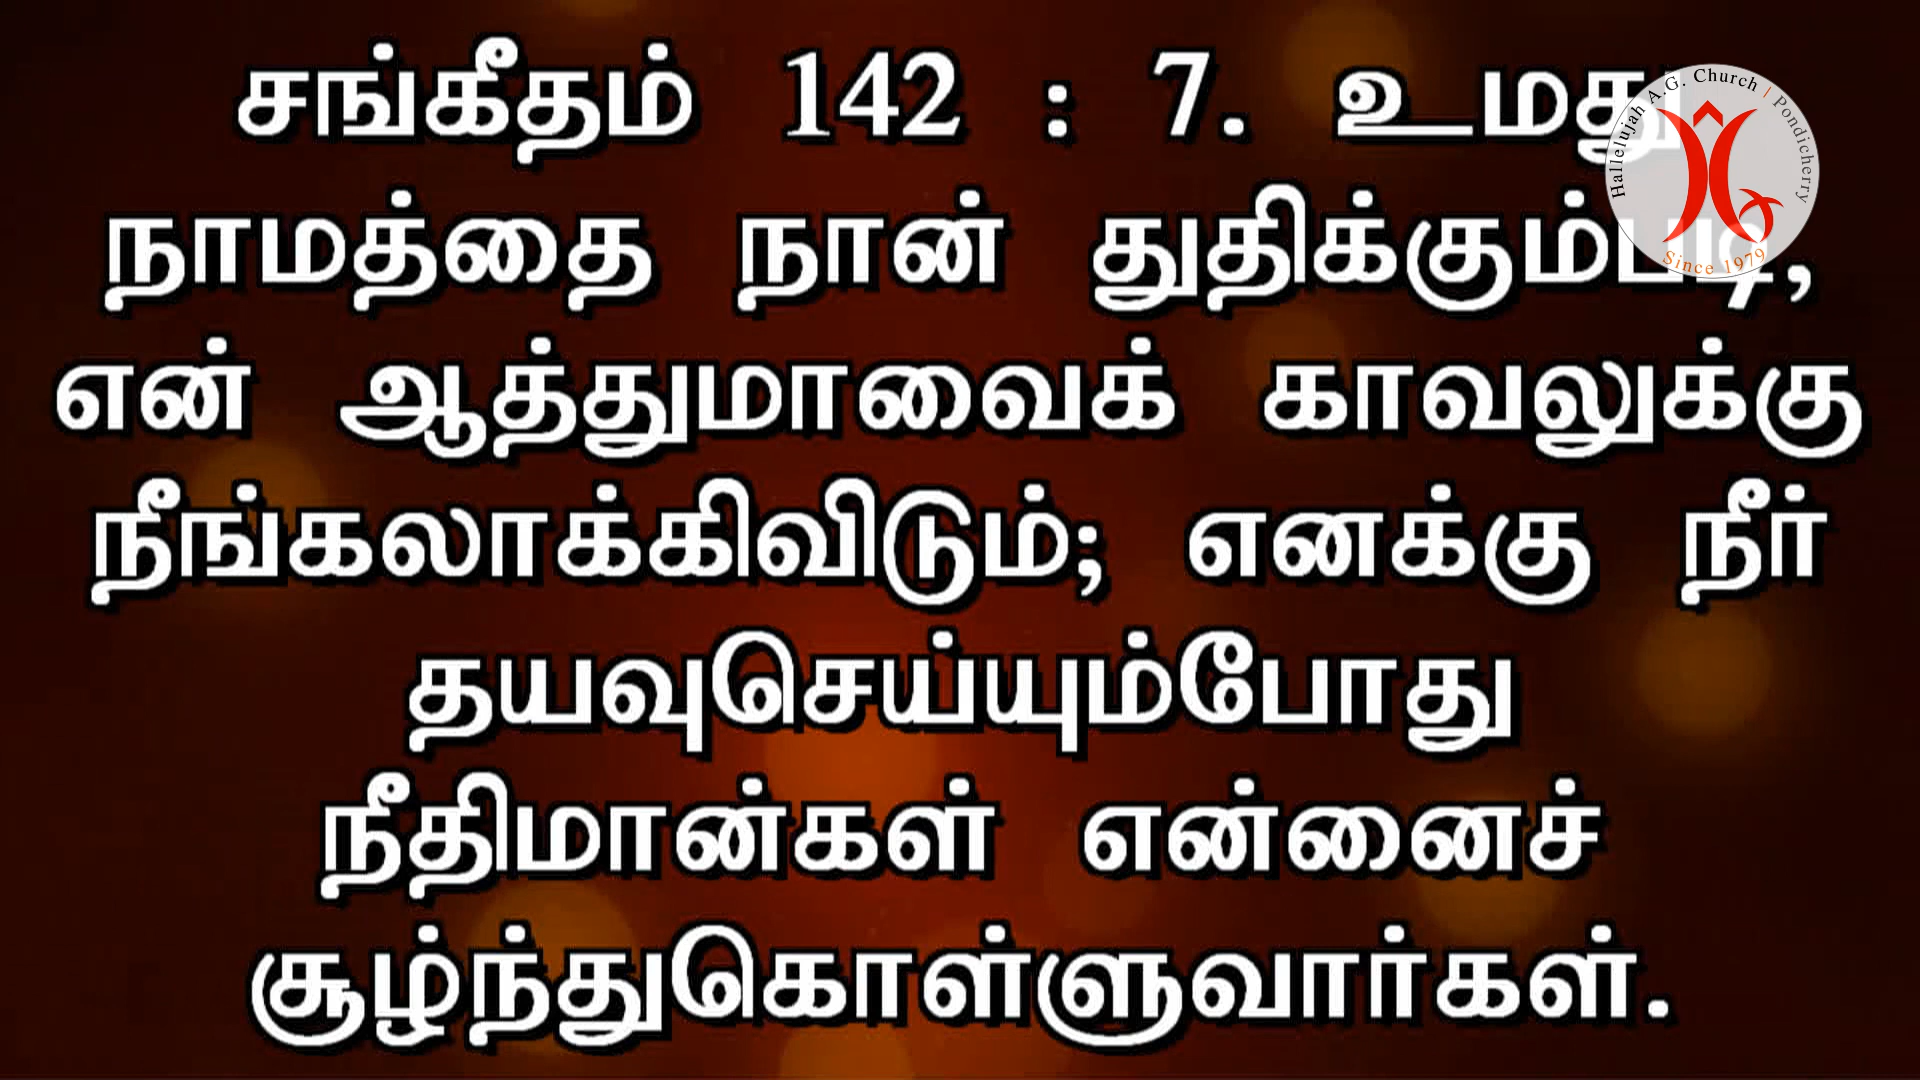 சங்கீதம் 142 : 7. உமது
நாமத்தை நான் துதிக்கும்படி,
என் ஆத்துமாவைக் காவலுக்கு
நீங்கலாக்கிவிடும்; எனக்கு நீர்
தயவுசெய்யும்போது
நீதிமான்கள் என்னைச்
சூழ்ந்துகொள்ளுவார்கள்.
Hallelujah A.G. Church | Pondicherry
Since 1979